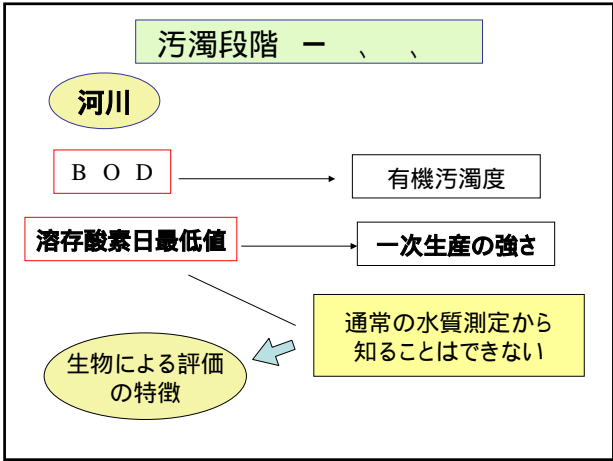 汚濁段階 － 、 、
河川
B O D
有機汚濁度
溶存酸素日最低値
一次生産の強さ
通常の水質測定から
知ることはできない
生物による評価
の特徴